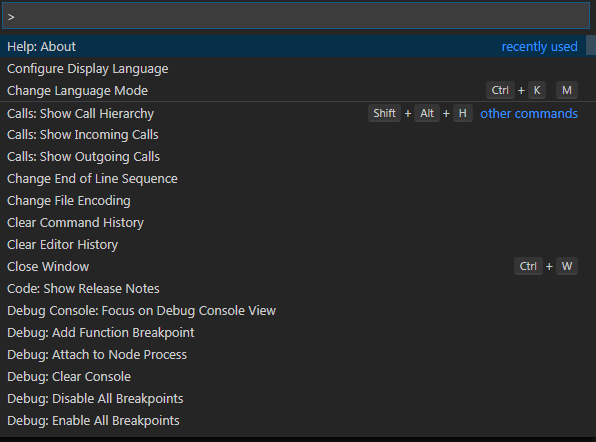 >
Help: About recently used
Configure Display Language
Change Language Mode Ctrl + K M
Calls: Show Call Hierarchy Shift + Alt + H other commands
Calls: Show Incoming Calls
Calls: Show Outgoing Calls
Change End of Line Sequence
Change File Encoding
Clear Command History
Clear Editor History
Close Window Ctrl + W
Code: Show Release Notes
Debug Console: Focus on Debug Console View
Debug: Add Function Breakpoint
Debug: Attach to Node Process
Debug: Clear Console
Debug: Disable All Breakpoints
Debug: Enable All Breakpoints